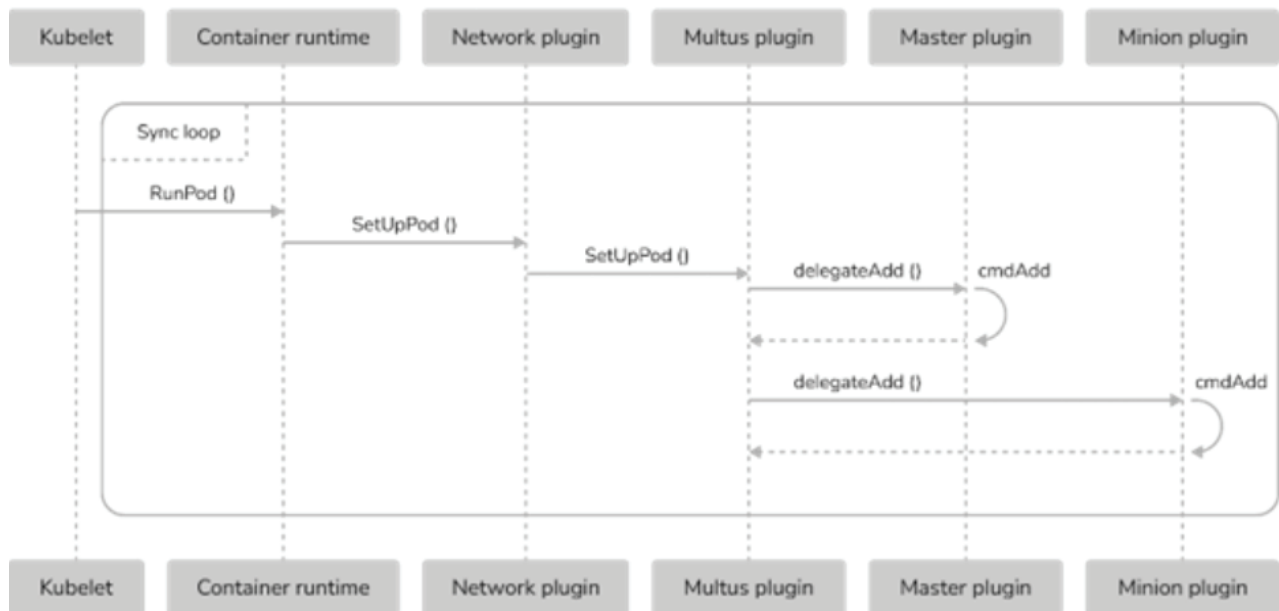 Kubelet Container runtime Network plugin Multus plugin Master plugin Minion plugin
Sync loop
RunPod ()
SetUpPod ()
SetUpPod ()
delegateAdd () cmdAdd
delegateAdd () cmdAdd
Kubelet Container runtime Network plugin Multus plugin Master plugin Minion plugin